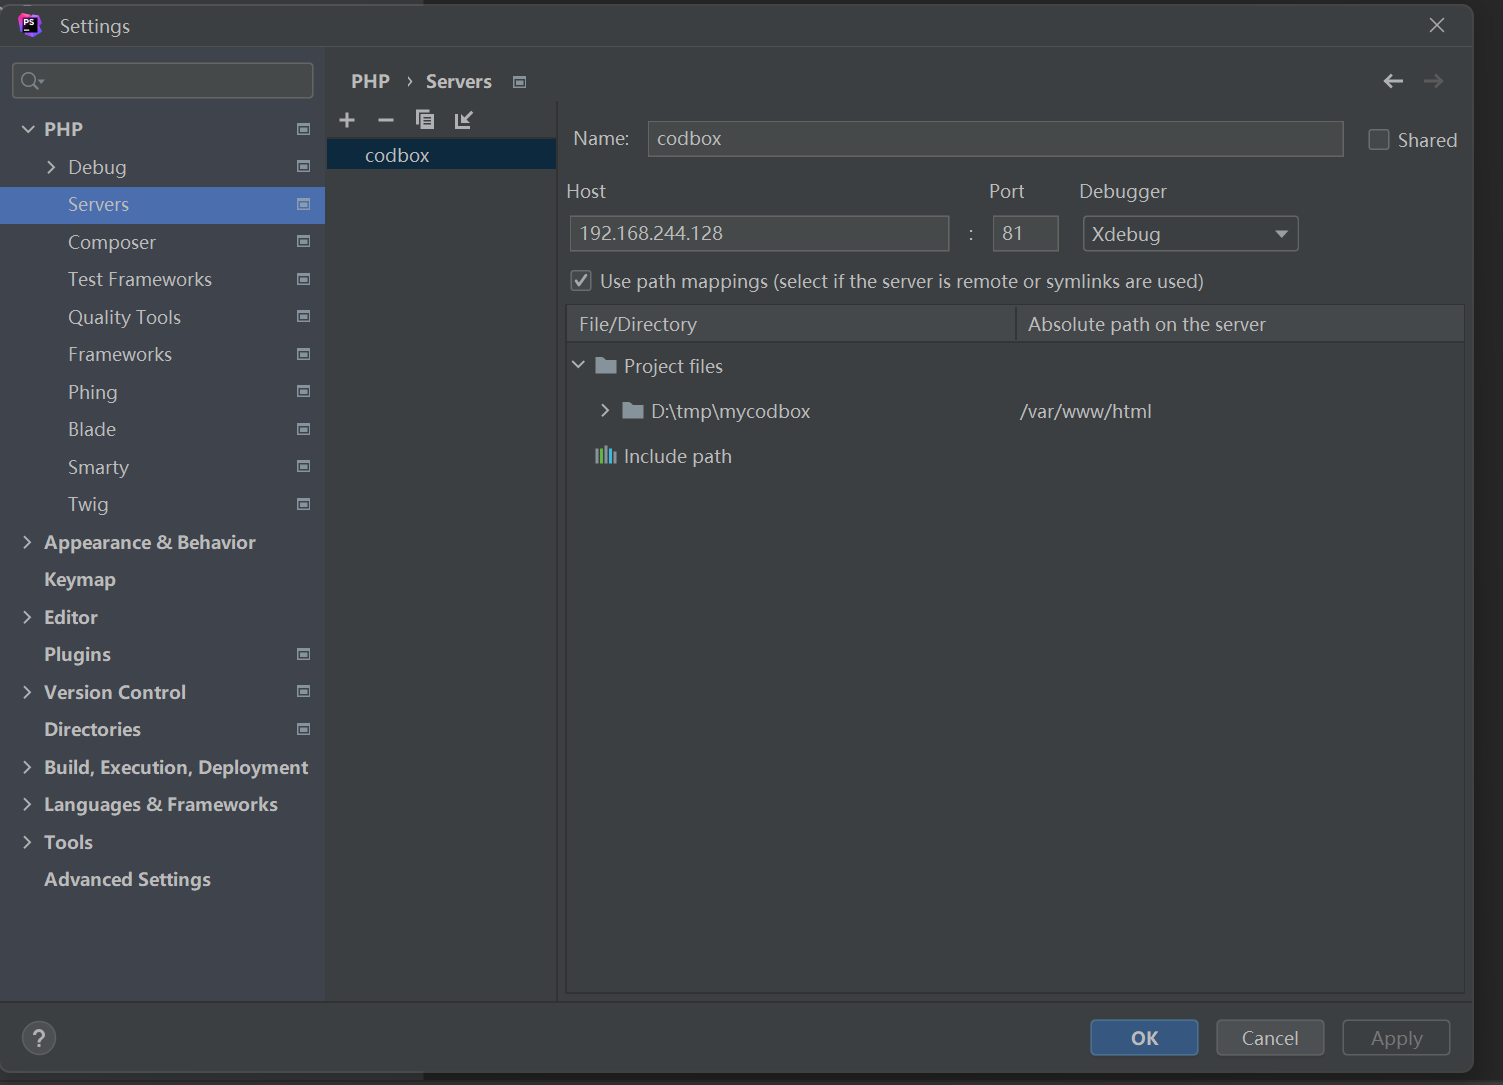 PS
Settings
PHP
Debug
Servers
Composer
Test Frameworks
Quality Tools
Frameworks
Phing
Blade
Smarty
Twig
Appearance & Behavior
Keymap
Editor
Plugins
Version Control
Directories
Build, Execution, Deployment
Languages & Frameworks
Tools
Advanced Settings
PHP › Servers
codbox
Name: codbox Shared
Host Port Debugger
192.168.244.128 : 81 Xdebug
Use path mappings (select if the server is remote or symlinks are used)
File/Directory Absolute path on the server
Project files
D:\tmp\mycodbox /var/www/html
Include path
? OK Cancel Apply